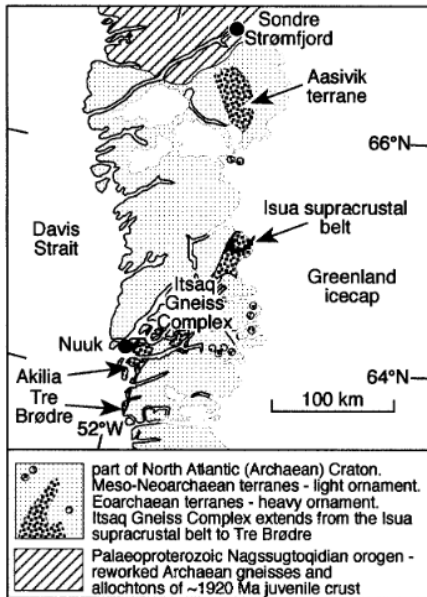 Sondre
Strømfjord
Aasivik
terrane
66°N
Isua supracrustal
belt
Davis
Strait
Itsaq
Gneiss
Complex
Greenland
icecap
Nuuk
Akilia
Tre
Brødre
64°N
52°W
100 km
part of North Atlantic (Archaean) Craton.
Meso-Neoarchaean terranes - light ornament.
Eoarchaean terranes - heavy ornament.
Itsaq Gneiss Complex extends from the Isua
supracrustal belt to Tre Brødre
Palaeoproterozoic Nagssugtoqidian orogen -
reworked Archaean gneisses and
allochtons of ~1920 Ma juvenile crust